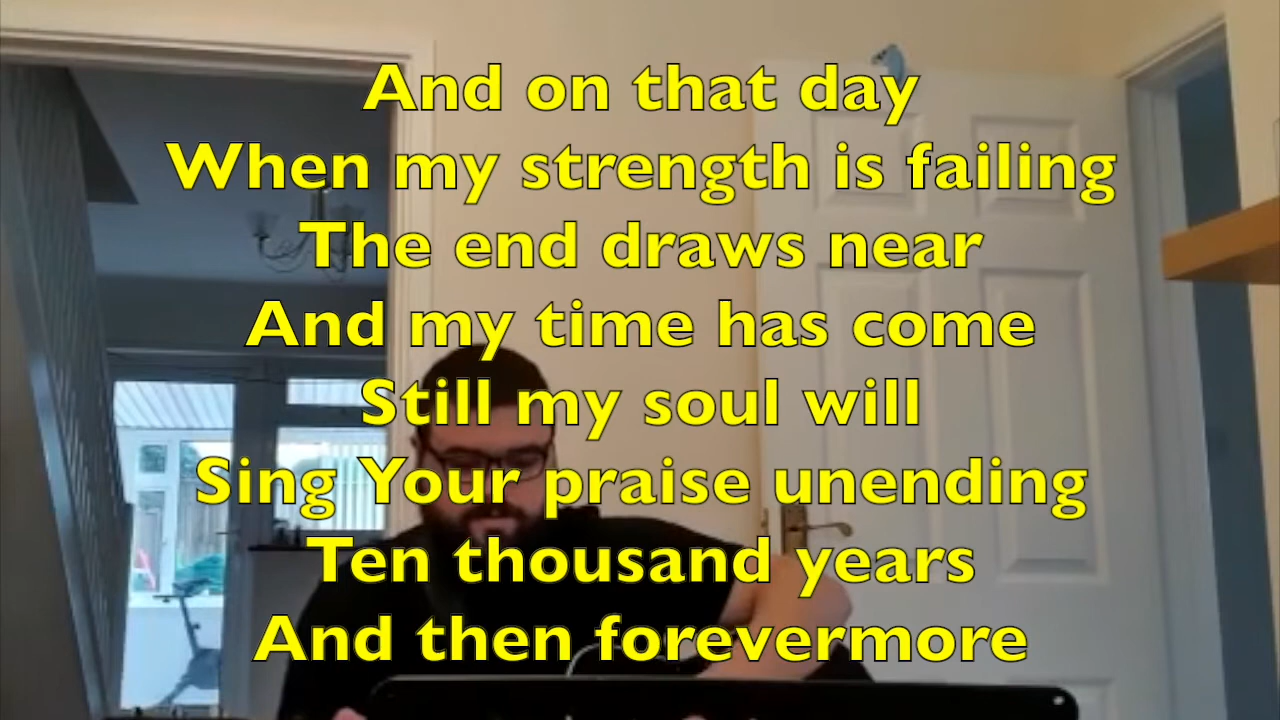 And on that day
When my strength is failing
The end draws near
And my time has come
Still my soul will
Sing Your praise unending
Ten thousand years
And then forevermore